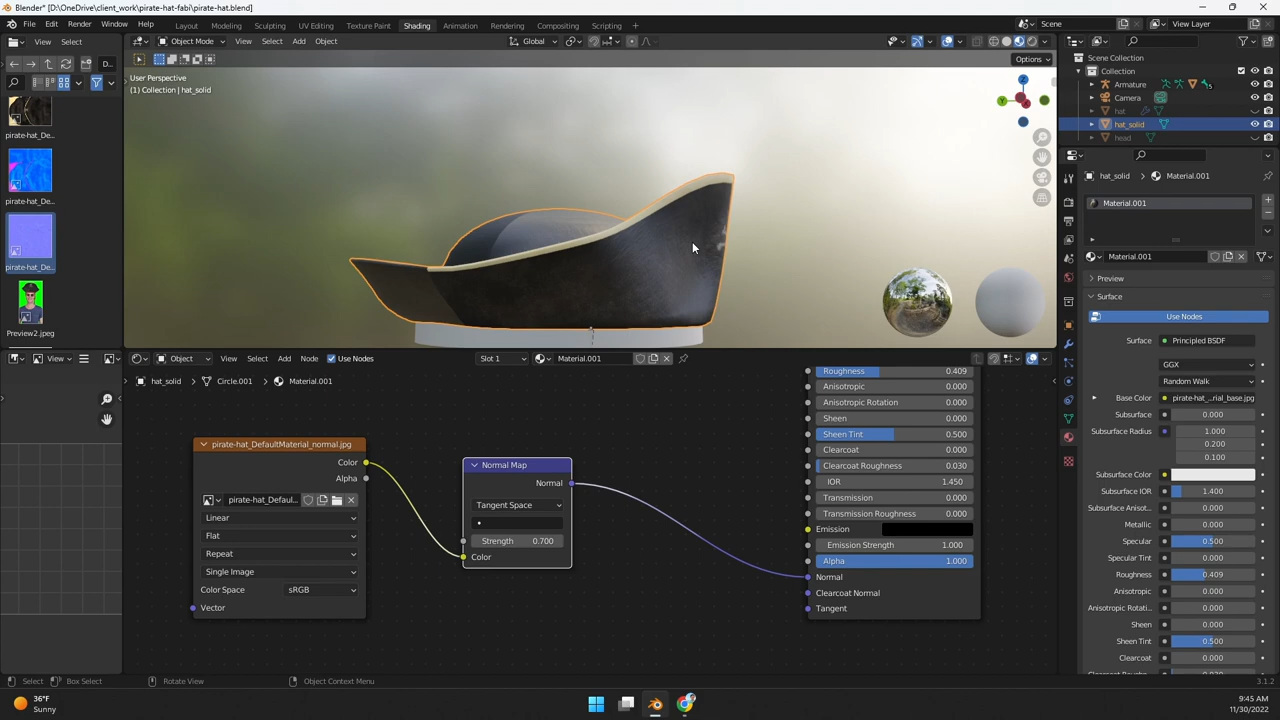 Blender* [D:\OneDrive\client_work\pirate-hat-fabi\pirate-hat.blend]
File Edit Render Window Help Layout Modeling Sculpting UV Editing Texture Paint Shading Animation Rendering Compositing Scripting + Scene View Layer
View Select Object Mode View Select Add Object Global
D... Options
User Perspective
(1) Collection | hat_solid
Z
Y
pirate-hat_De...
pirate-hat_De...
pirate-hat_De...
Preview2.jpeg
Scene Collection
Collection
Armature 15
Camera
hat
hat_solid
head
hat_solid > Material.001
Material.001
Material.001
Preview
Surface
Use Nodes
Surface Principled BSDF
GGX
Random Walk
Base Color pirate-hat_...rial_base.jpg
Subsurface 0.000
Subsurface Radius 1.000
0.200
0.100
Subsurface Color
Subsurface IOR 1.400
Subsurface Anisot... 0.000
Metallic 0.000
Specular 0.500
Specular Tint 0.000
Roughness 0.409
Anisotropic 0.000
Anisotropic Rotati... 0.000
Sheen 0.000
Sheen Tint 0.500
Clearcoat 0.000
View Object View Select Add Node Use Nodes Slot 1 Material.001
hat_solid > Circle.001 > Material.001
pirate-hat_DefaultMaterial_normal.jpg
Color
Alpha
pirate-hat_Defaul...
Linear
Flat
Repeat
Single Image
Color Space sRGB
Vector
Normal Map
Normal
Tangent Space
Strength 0.700
Color
Roughness 0.409
Anisotropic 0.000
Anisotropic Rotation 0.000
Sheen 0.000
Sheen Tint 0.500
Clearcoat 0.000
Clearcoat Roughness 0.030
IOR 1.450
Transmission 0.000
Transmission Roughness 0.000
Emission
Emission Strength 1.000
Alpha 1.000
Normal
Clearcoat Normal
Tangent
Select Box Select Rotate View Object Context Menu 3.1.2
36°F
Sunny
9:45 AM
11/30/2022